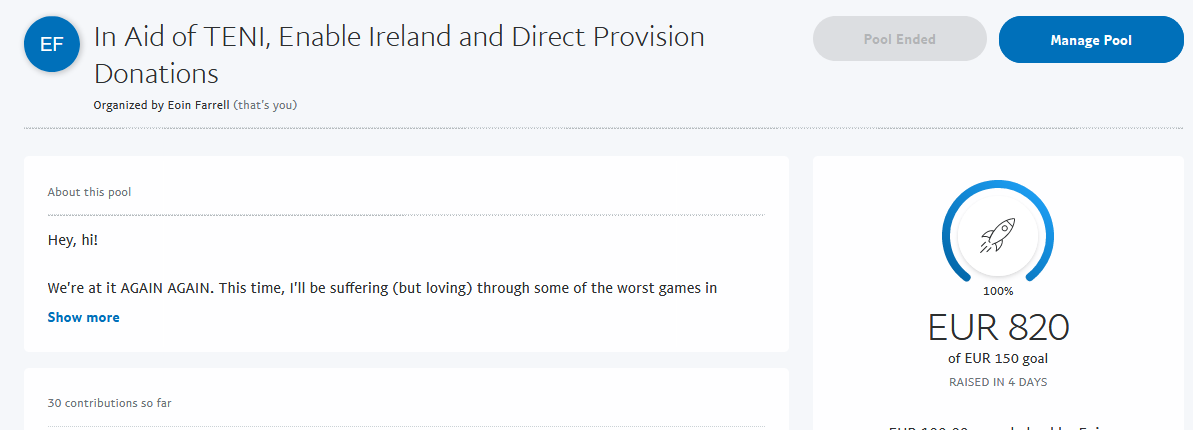 EF
In Aid of TENI, Enable Ireland and Direct Provision
Donations
Organized by Eoin Farrell (that's you)
Pool Ended
Manage Pool
About this pool
Hey, hi!
We're at it AGAIN AGAIN. This time, I'll be suffering (but loving) through some of the worst games in
Show more
30 contributions so far
100%
EUR 820
of EUR 150 goal
RAISED IN 4 DAYS